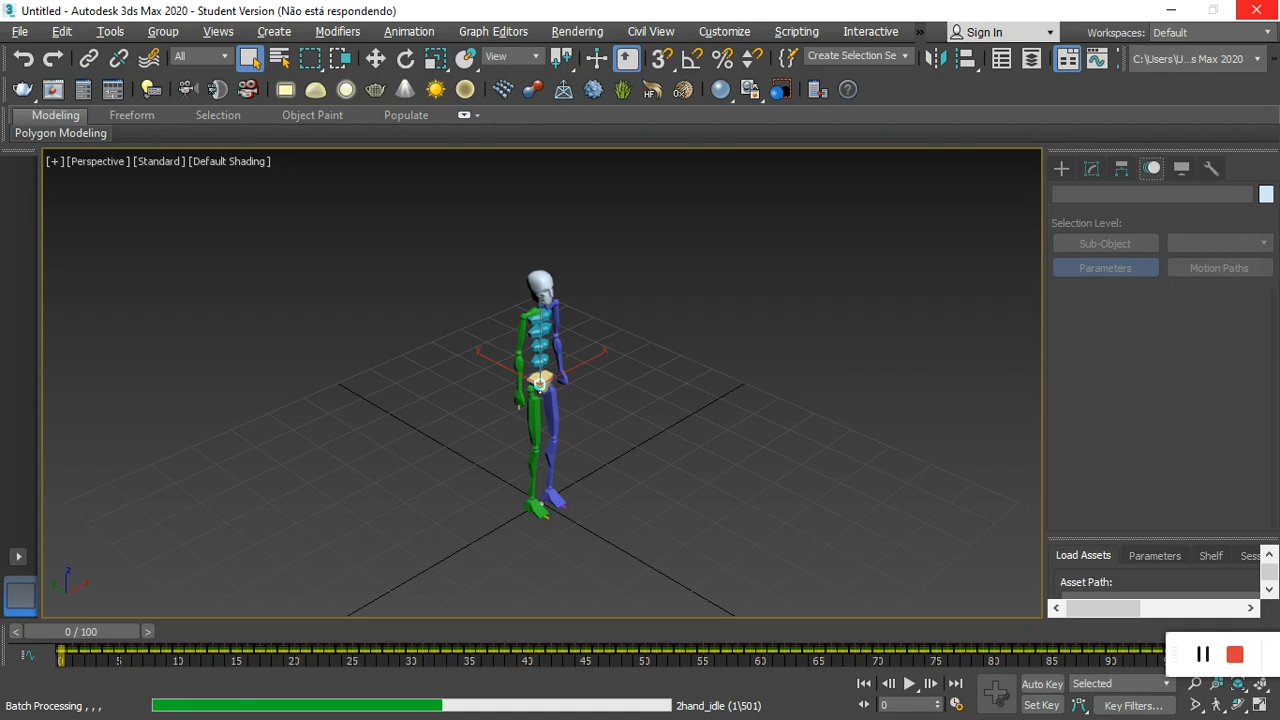 Untitled - Autodesk 3ds Max 2020 - Student Version (Não está respondendo)
File Edit Tools Group Views Create Modifiers Animation Graph Editors Rendering Civil View Customize Scripting Interactive » Sign In Workspaces: Default
All View Create Selection Se C:\Users\U...s Max 2020
Modeling Freeform Selection Object Paint Populate
Polygon Modeling
[+] [Perspective ] [Standard ] [Default Shading ]
Selection Level:
Sub-Object
Parameters Motion Paths
x
z
x
Load Assets Parameters Shelf Sess
Asset Path:
< 0 / 100 >
0 5 10 15 20 25 30 35 40 45 50 55 60 65 70 75 80 85 90
Auto Key Selected
Batch Processing , , , 2hand_idle (1\501) 0 Set Key Key Filters...